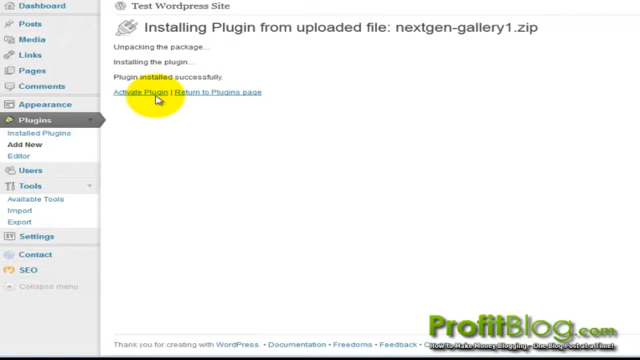 Dashboard
Test Wordpress Site
Posts
Media
Links
Pages
Comments
Appearance
Plugins
Installed Plugins
Add New
Editor
Users
Tools
Available Tools
Import
Export
Settings
Contact
SEO
Collapse menu
Installing Plugin from uploaded file: nextgen-gallery1.zip
Unpacking the package...
Installing the plugin...
Plugin installed successfully.
Activate Plugin | Return to Plugins page
Thank you for creating with WordPress. • Documentation • Freedoms • Feedback •
ProfitBlog.com
How To Make Money Blogging - One Blog Post at a Time!